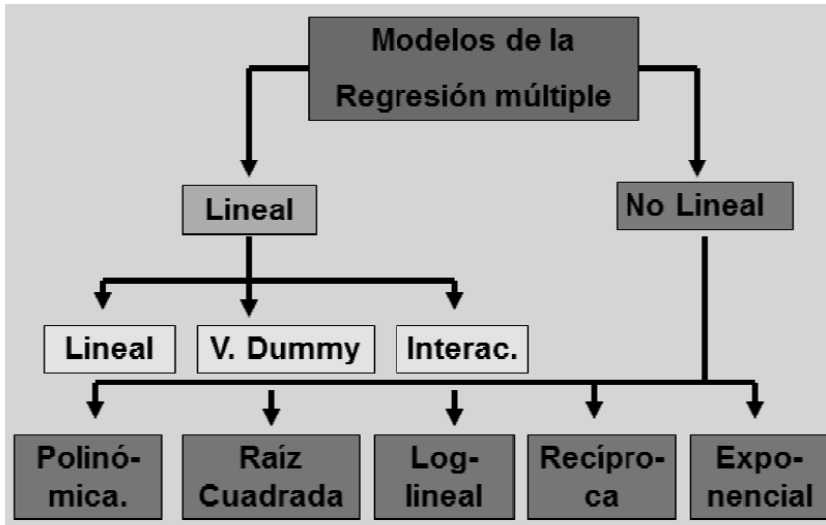 Modelos de la
Regresión múltiple
Lineal
No Lineal
Lineal
V. Dummy
Interac.
Polinó-
mica.
Raíz
Cuadrada
Log-
lineal
Recípro-
ca
Expo-
nencial